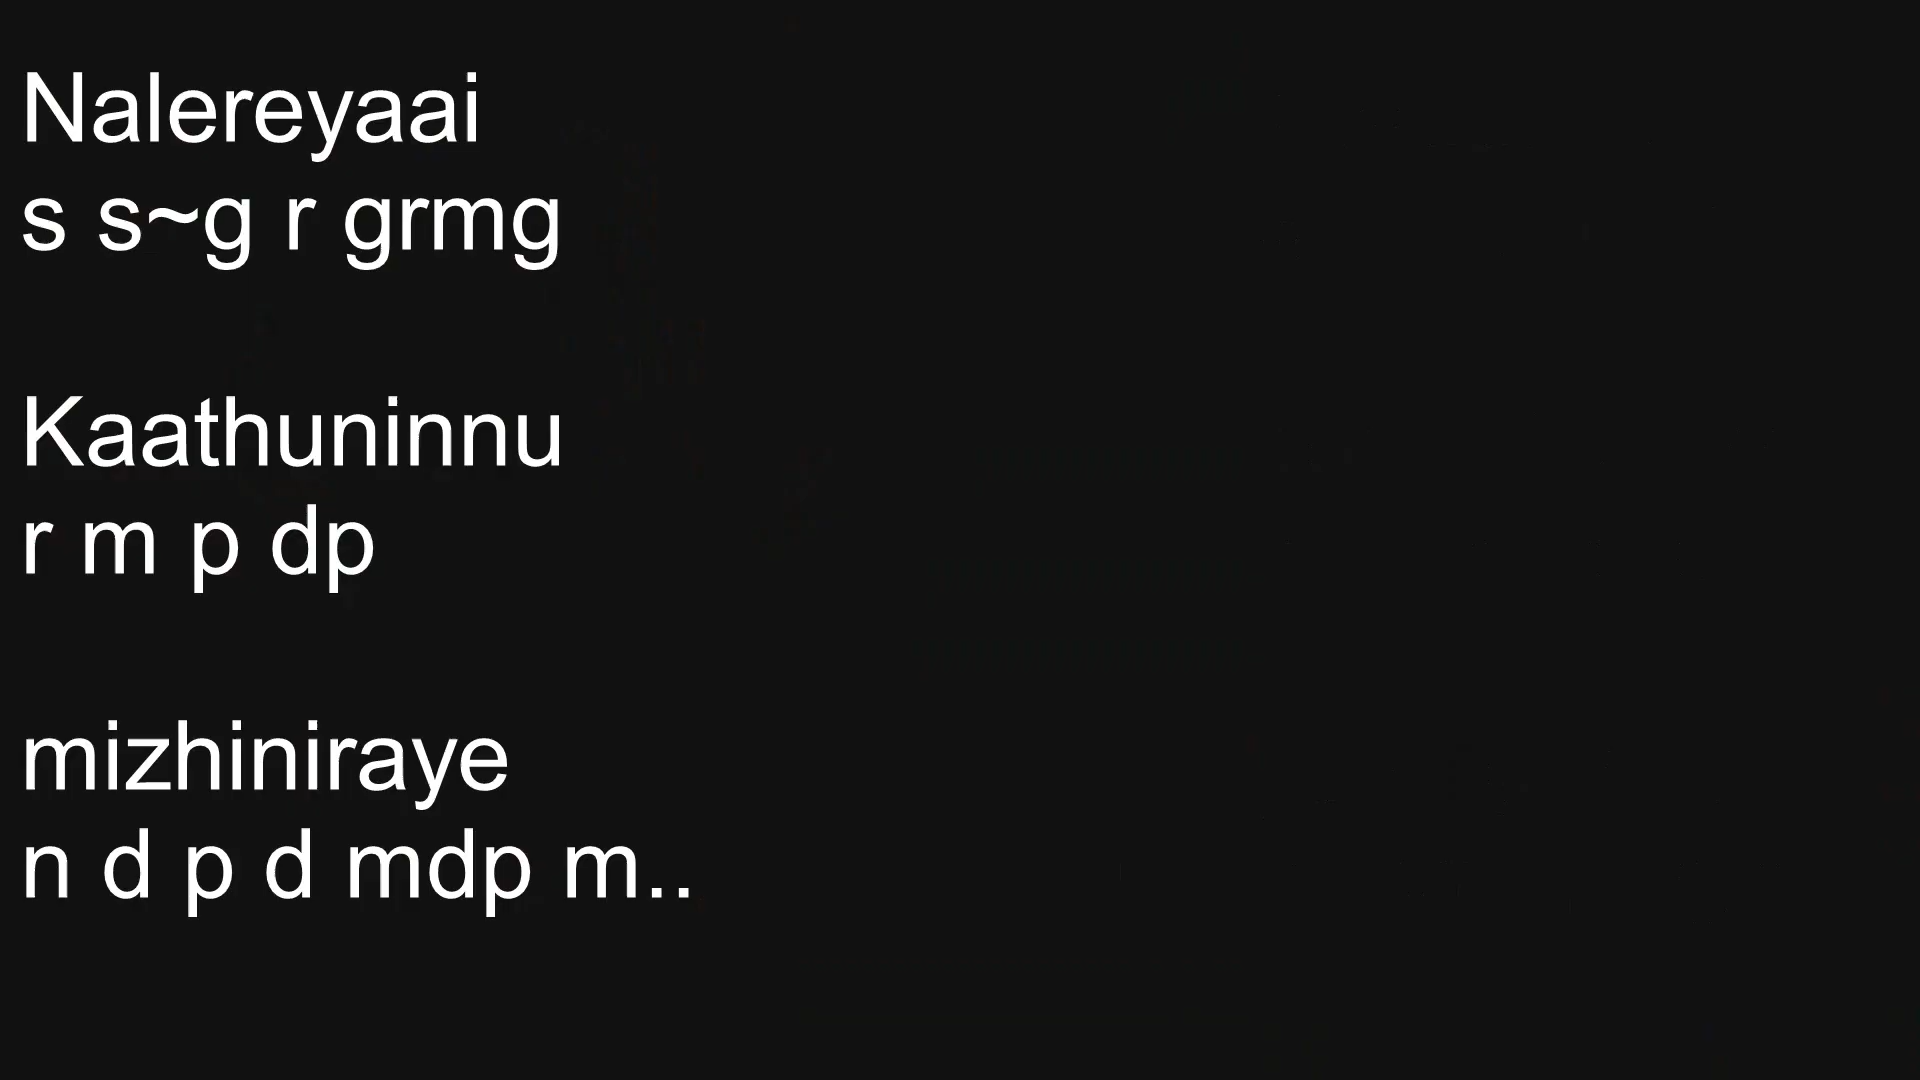 Nalereyaai
s s~g r grmg
Kaathuninnu
r m p dp
mizhiniraye
n d p d mdp m..